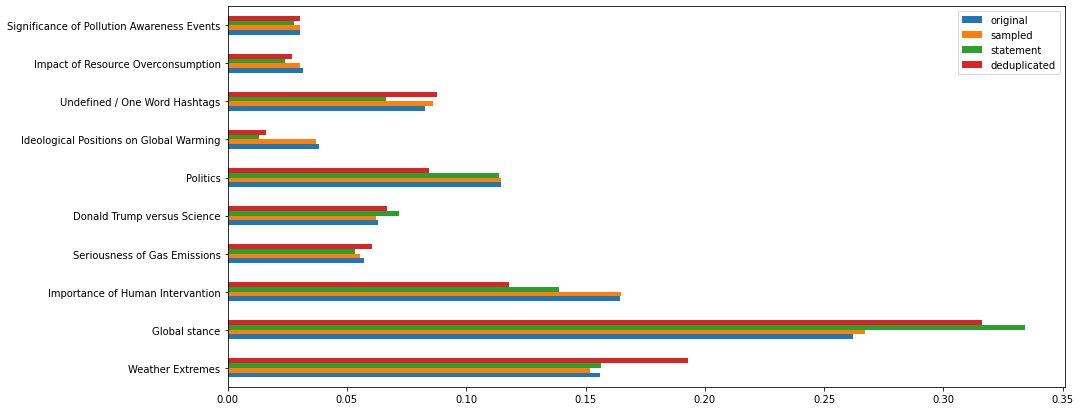 original
sampled
statement
deduplicated
Significance of Pollution Awareness Events
Impact of Resource Overconsumption
Undefined / One Word Hashtags
Ideological Positions on Global Warming
Politics
Donald Trump versus Science
Seriousness of Gas Emissions
Importance of Human Intervantion
Global stance
Weather Extremes
0.00 0.05 0.10 0.15 0.20 0.25 0.30 0.35